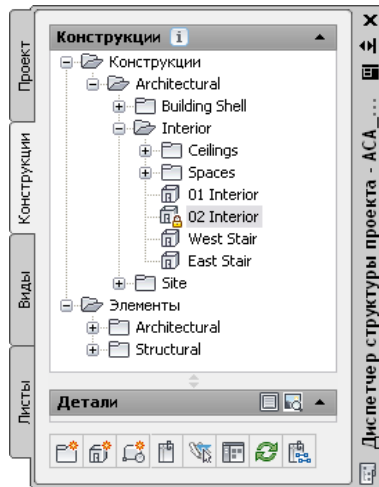 Проект
Конструкции
Виды
Листы
Конструкции
Конструкции
Architectural
Building Shell
Interior
Ceilings
Spaces
01 Interior
02 Interior
West Stair
East Stair
Site
Элементы
Architectural
Structural
Детали
Диспетчер структуры проекта - ACA_...